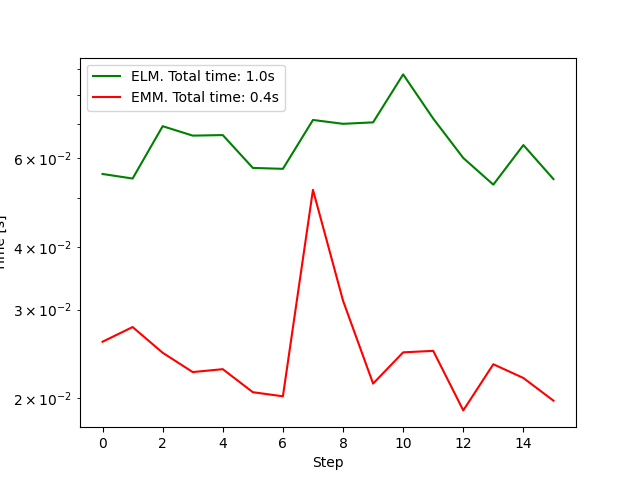 ELM. Total time: 1.0s
EMM. Total time: 0.4s
6 × 10⁻²
4 × 10⁻²
3 × 10⁻²
2 × 10⁻²
0 2 4 6 8 10 12 14
Step